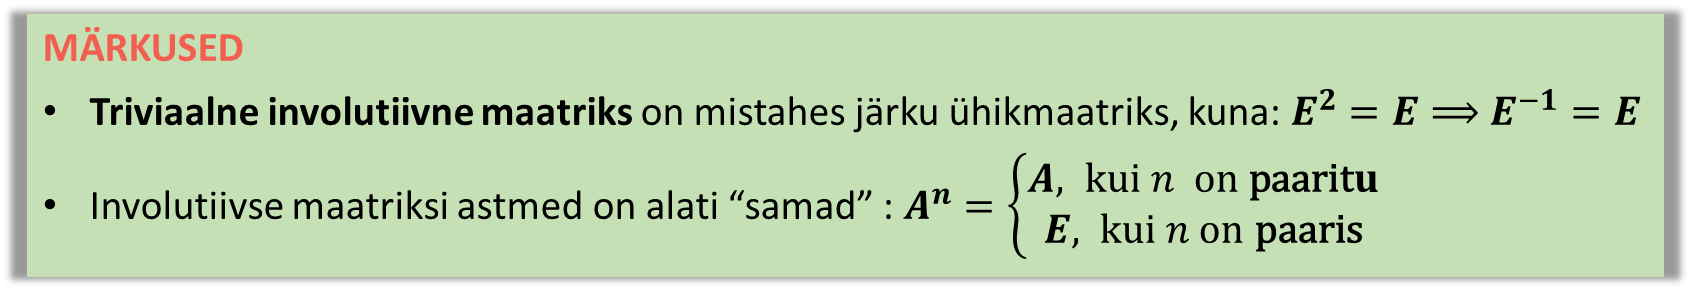 MÄRKUSED
• Triviaalne involutiivne maatriks on mistahes järku ühikmaatriks, kuna: E² = E ⟹ E⁻¹ = E
• Involutiivse maatriksi astmed on alati “samad” : Aⁿ = { A, kui n on paaritu
E, kui n on paaris